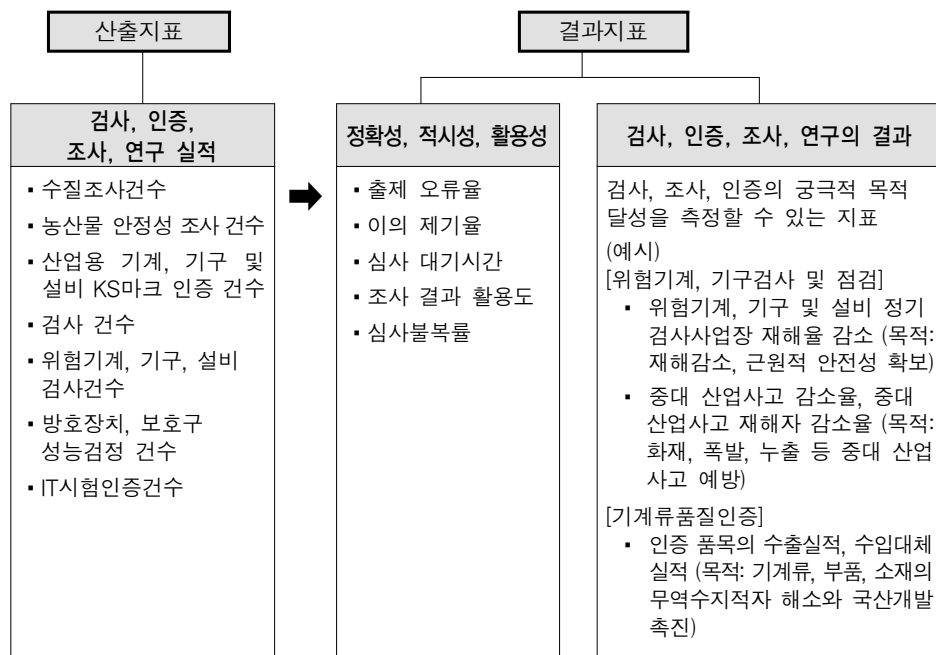 산출지표
결과지표
검사, 인증,
조사, 연구 실적
▪ 수질조사건수
▪ 농산물 안정성 조사 건수
▪ 산업용 기계, 기구 및
설비 KS마크 인증 건수
▪ 검사 건수
▪ 위험기계, 기구, 설비
검사건수
▪ 방호장치, 보호구
성능검정 건수
▪ IT시험인증건수
정확성, 적시성, 활용성
▪ 출제 오류율
▪ 이의 제기율
▪ 심사 대기시간
▪ 조사 결과 활용도
▪ 심사불복률
검사, 인증, 조사, 연구의 결과
검사, 조사, 인증의 궁극적 목적
달성을 측정할 수 있는 지표
(예시)
[위험기계, 기구검사 및 점검]
▪ 위험기계, 기구 및 설비 정기
검사사업장 재해율 감소 (목적:
재해감소, 근원적 안전성 확보)
▪ 중대 산업사고 감소율, 중대
산업사고 재해자 감소율 (목적:
화재, 폭발, 누출 등 중대 산업
사고 예방)
[기계류품질인증]
▪ 인증 품목의 수출실적, 수입대체
실적 (목적: 기계류, 부품, 소재의
무역수지적자 해소와 국산개발
촉진)